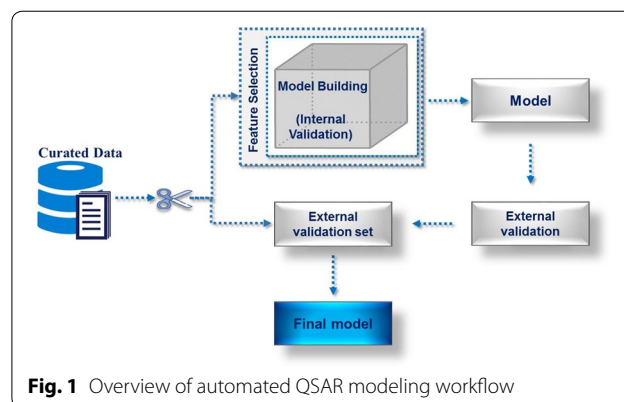 Feature Selection
Model Building
(Internal
Validation)
Model
Curated Data
External
validation set
External
validation
Final model
Fig. 1 Overview of automated QSAR modeling workflow